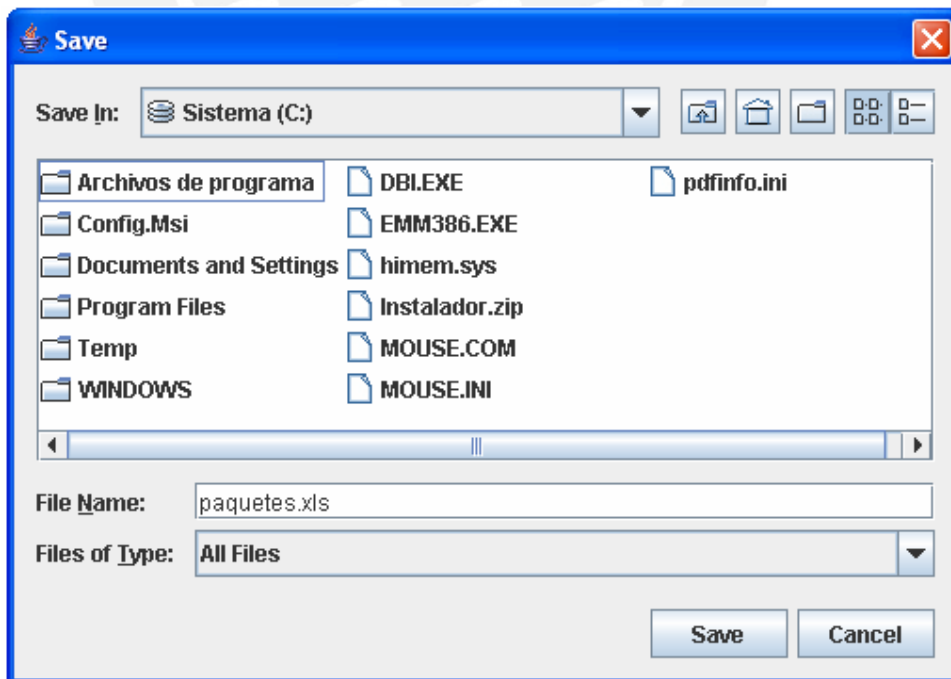 Save
Save In: Sistema (C:)
Archivos de programa DBI.EXE pdfinfo.ini
Config.Msi EMM386.EXE
Documents and Settings himem.sys
Program Files Instalador.zip
Temp MOUSE.COM
WINDOWS MOUSE.INI
File Name: paquetes.xls
Files of Type: All Files
Save Cancel